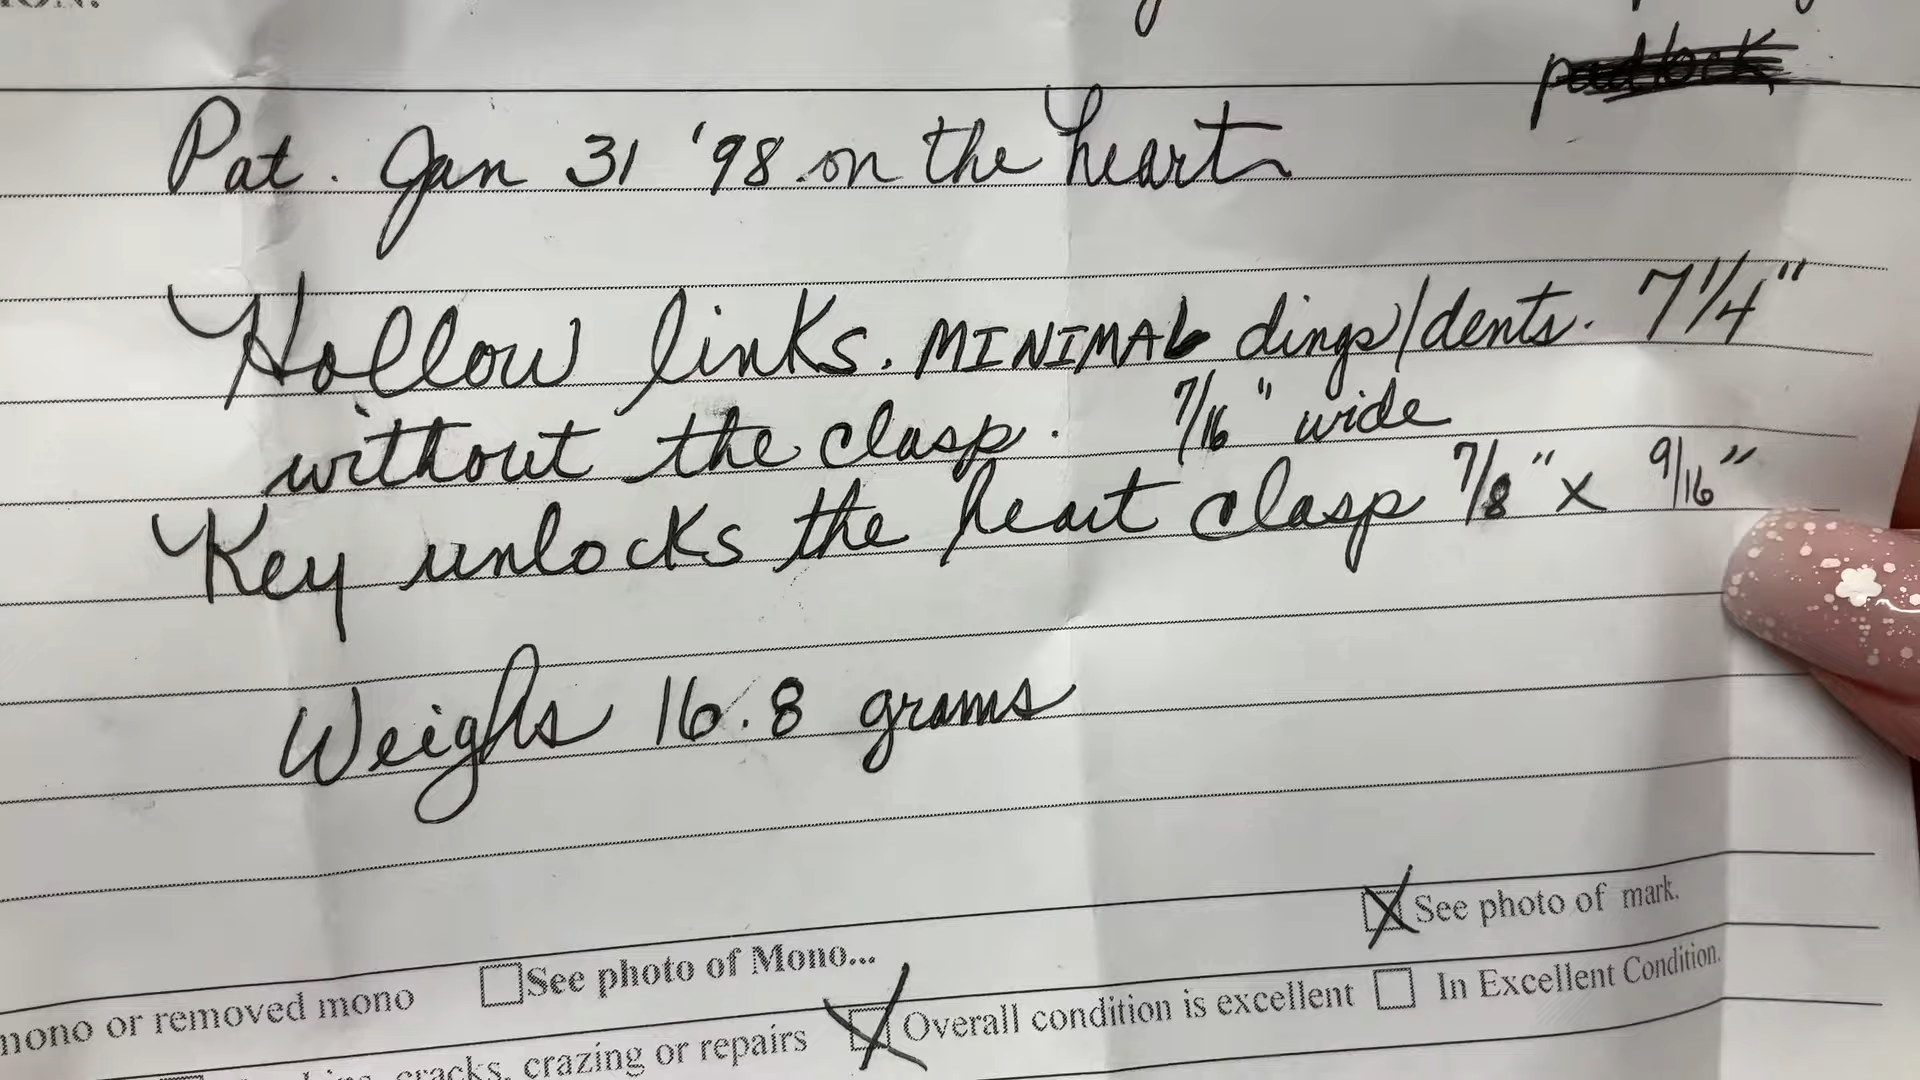 Pat. Jan 31 '98 on the heart
Hollow links. MINIMAL dings/dents. 7 1/4"
without the clasp. 7/16" wide
Key unlocks the heart clasp 7/8" x 9/16"
Weighs 16.8 grams
See photo of mark.
mono or removed mono See photo of Mono...
cracks, crazing or repairs Overall condition is excellent In Excellent Condition.